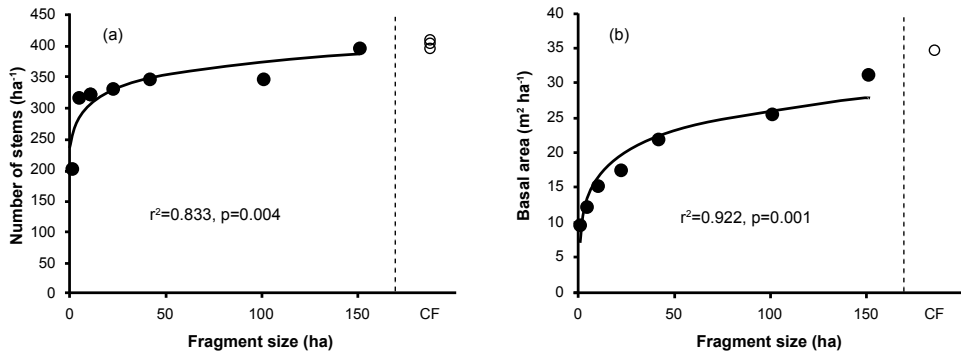 (a)
Number of stems (ha⁻¹)
450
400
350
300
250
200
150
100
50
0
r²=0.833, p=0.004
0 50 100 150 CF
Fragment size (ha)
(b)
Basal area (m² ha⁻¹)
40
35
30
25
20
15
10
5
0
r²=0.922, p=0.001
0 50 100 150 CF
Fragment size (ha)